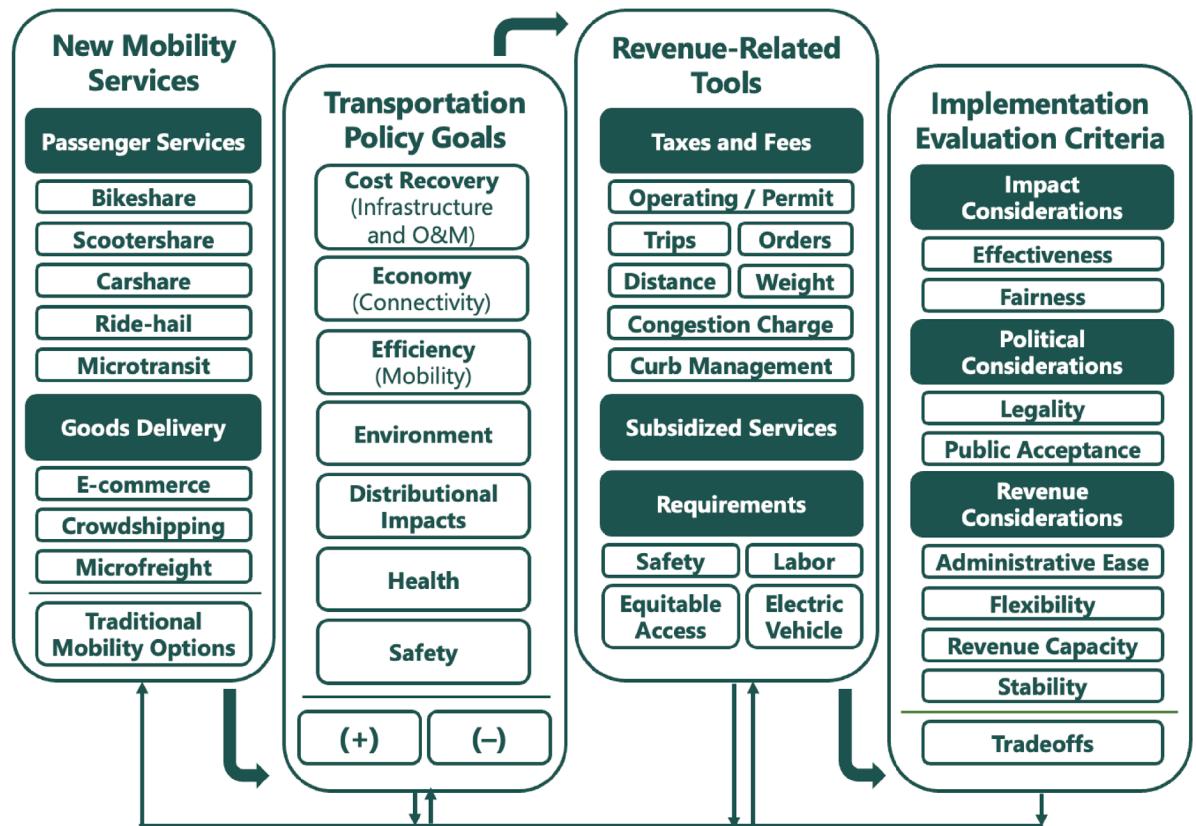 New Mobility
Services
Passenger Services
Bikeshare
Scootershare
Carshare
Ride-hail
Microtransit
Goods Delivery
E-commerce
Crowdshipping
Microfreight
Traditional
Mobility Options
Transportation
Policy Goals
Cost Recovery
(Infrastructure
and O&M)
Economy
(Connectivity)
Efficiency
(Mobility)
Environment
Distributional
Impacts
Health
Safety
(+)
(–)
Revenue-Related
Tools
Taxes and Fees
Operating / Permit
Trips
Orders
Distance
Weight
Congestion Charge
Curb Management
Subsidized Services
Requirements
Safety
Labor
Equitable
Access
Electric
Vehicle
Implementation
Evaluation Criteria
Impact
Considerations
Effectiveness
Fairness
Political
Considerations
Legality
Public Acceptance
Revenue
Considerations
Administrative Ease
Flexibility
Revenue Capacity
Stability
Tradeoffs